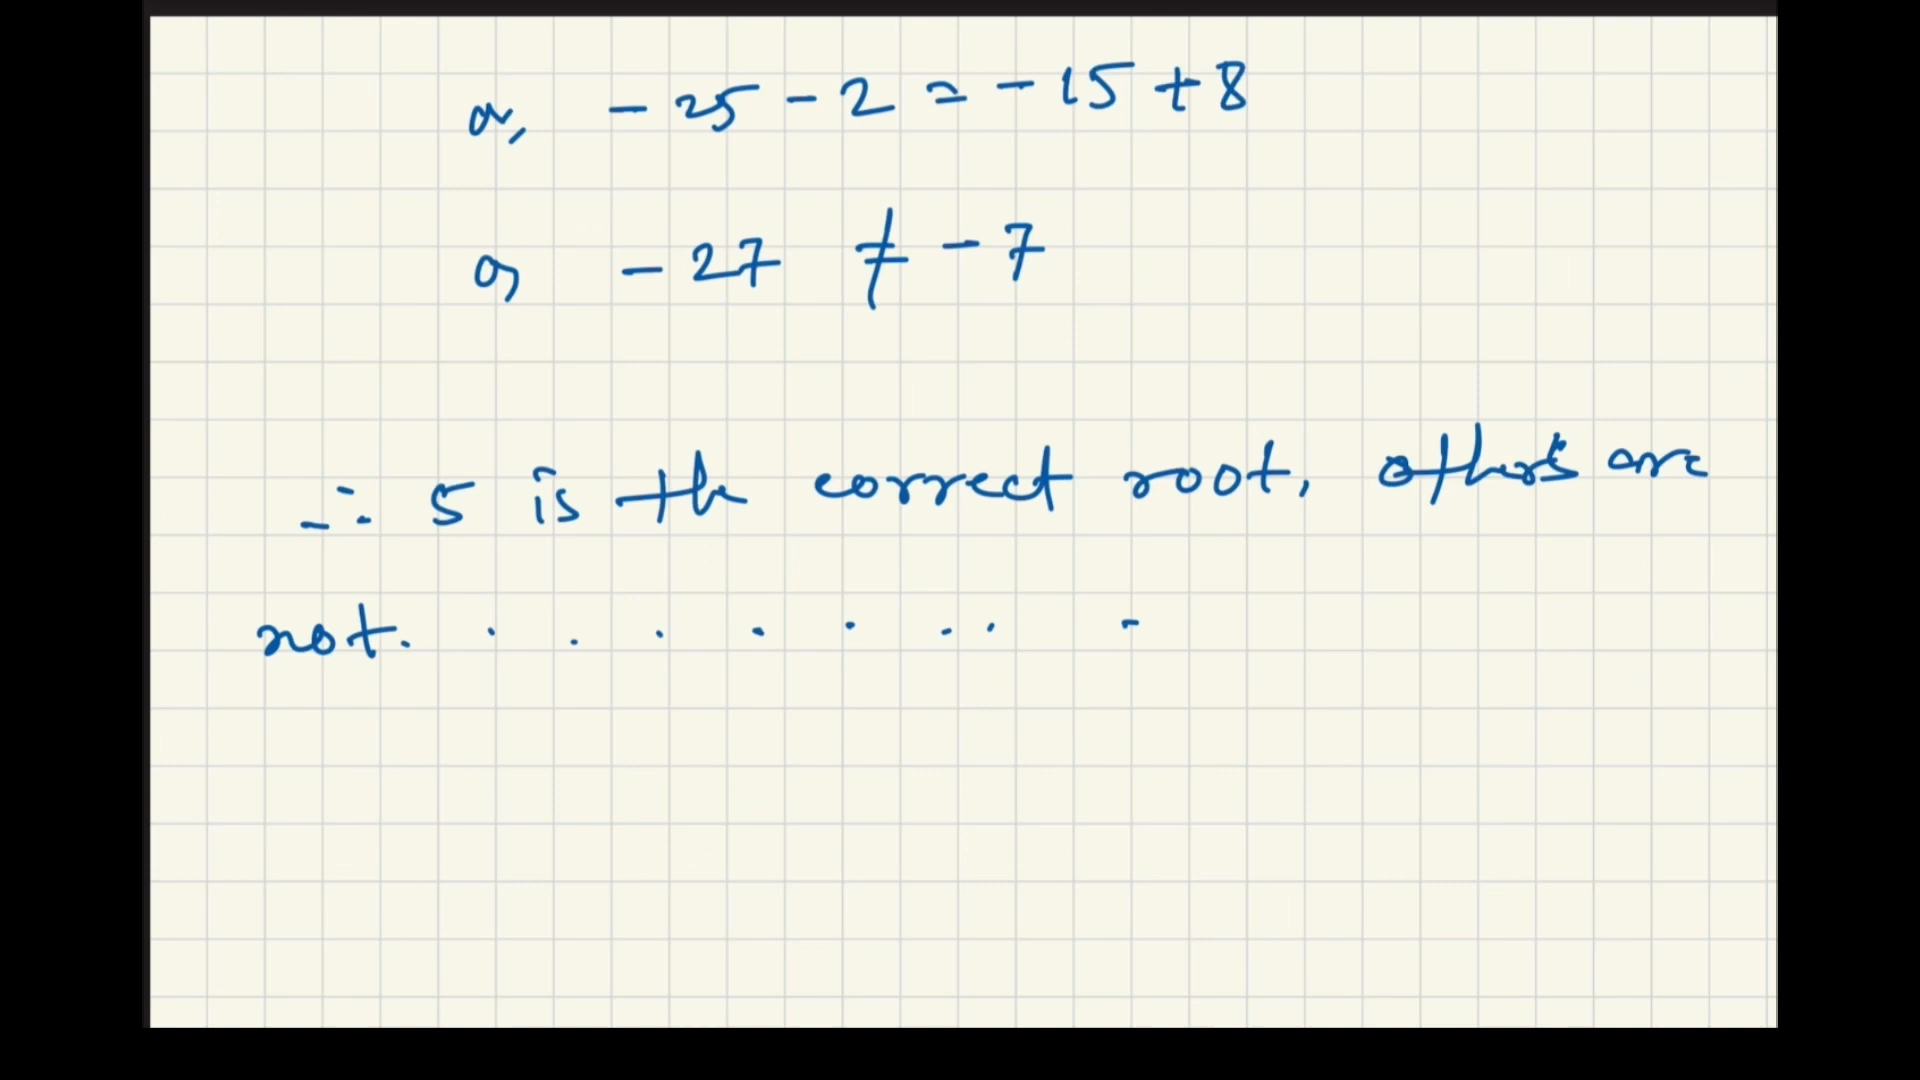 or, - 25 - 2 = - 15 + 8
or, - 27 ≠ - 7
∴ 5 is the correct root, others are
not. . . . . . . . .